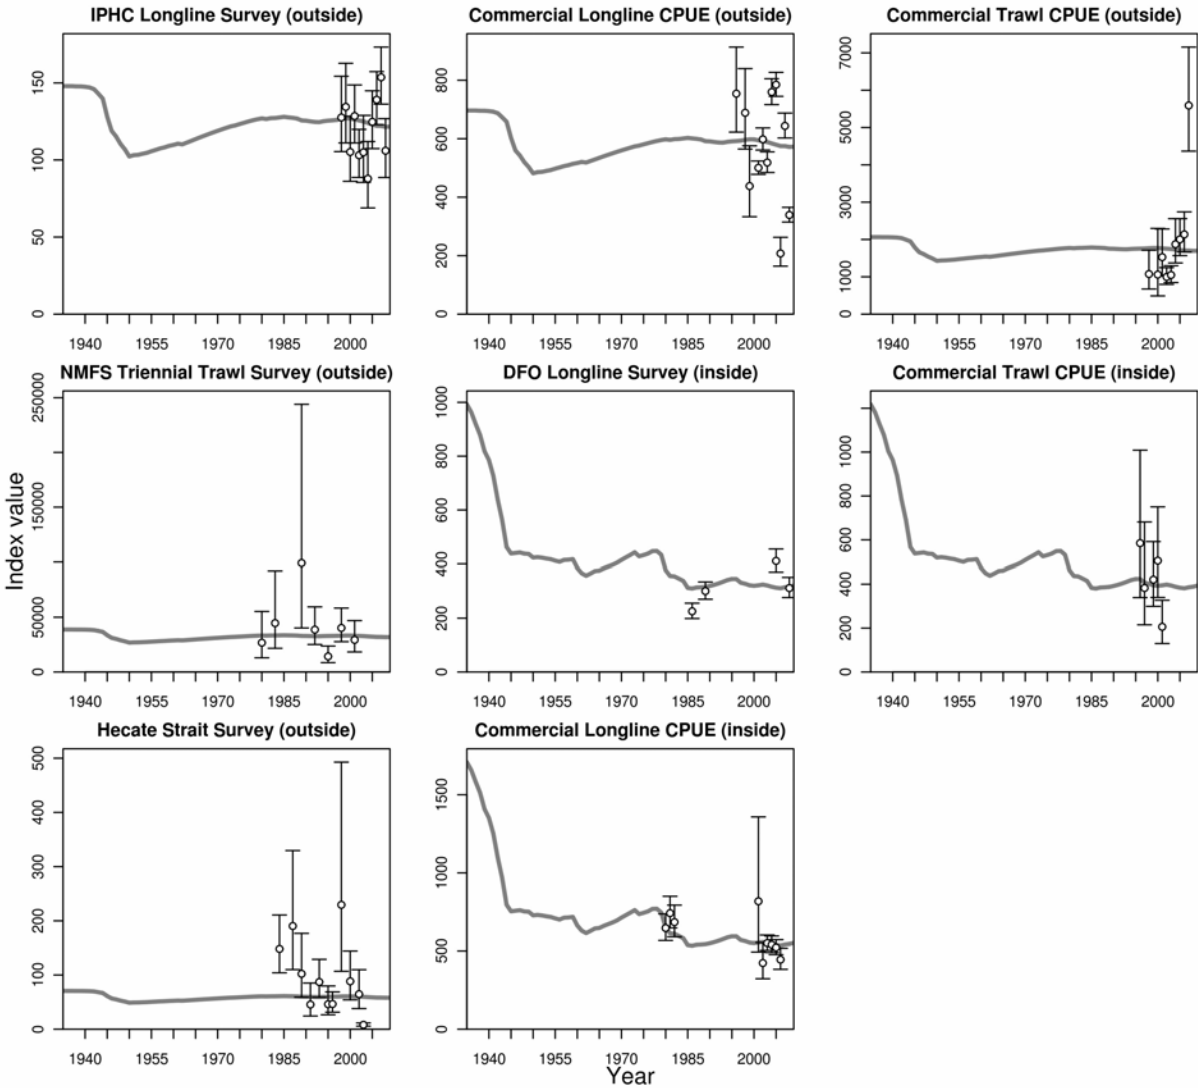 IPHC Longline Survey (outside)
150
100
50
0
1940 1955 1970 1985 2000
Commercial Longline CPUE (outside)
800
600
400
200
0
1940 1955 1970 1985 2000
Commercial Trawl CPUE (outside)
7000
5000
3000
1000
0
1940 1955 1970 1985 2000
NMFS Triennial Trawl Survey (outside)
250000
150000
50000
0
1940 1955 1970 1985 2000
DFO Longline Survey (inside)
1000
800
600
400
200
0
1940 1955 1970 1985 2000
Commercial Trawl CPUE (inside)
1000
800
600
400
200
0
1940 1955 1970 1985 2000
Hecate Strait Survey (outside)
500
400
300
200
100
0
1940 1955 1970 1985 2000
Commercial Longline CPUE (inside)
1500
1000
500
0
1940 1955 1970 1985 2000
Index value
Year